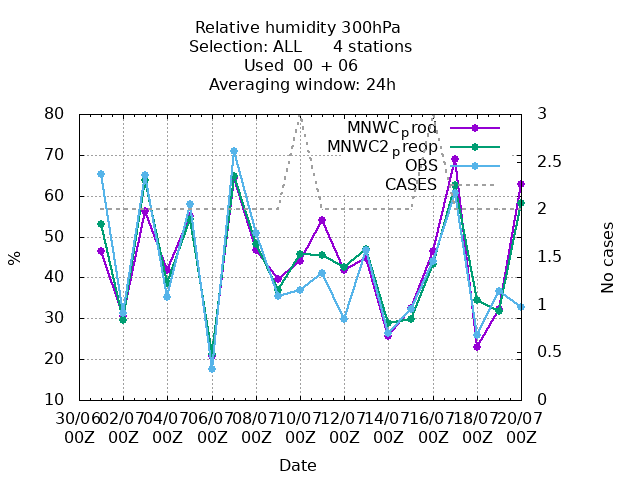 Relative humidity 300hPa
Selection: ALL 4 stations
Used 00 + 06
Averaging window: 24h
80 3
MNWCprod
MNWC2preop
OBS
CASES
70 2.5
60 2
50 1.5
40
30 1
20 0.5
10 0
%
No cases
30/06 02/07 04/07 06/07 08/07 10/07 12/07 14/07 16/07 18/07 20/07
00Z 00Z 00Z 00Z 00Z 00Z 00Z 00Z 00Z 00Z 00Z
Date